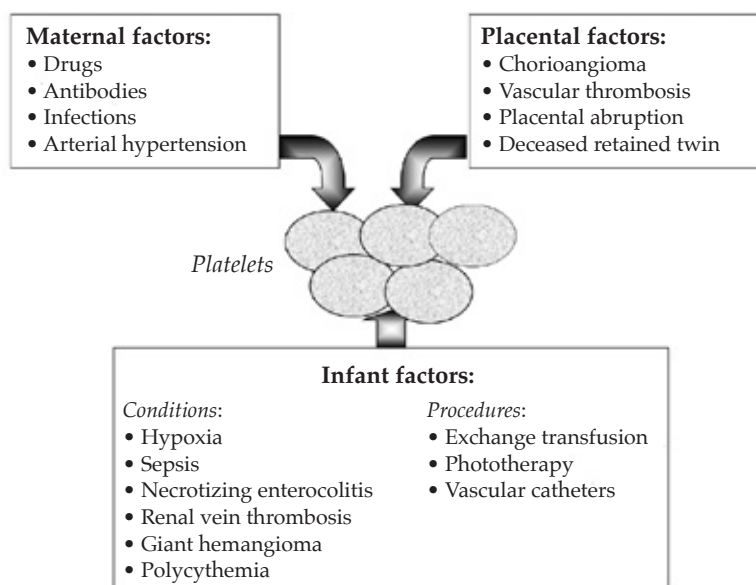 Maternal factors:
• Drugs
• Antibodies
• Infections
• Arterial hypertension
Placental factors:
• Chorioangioma
• Vascular thrombosis
• Placental abruption
• Deceased retained twin
Platelets
Infant factors:
Conditions:
• Hypoxia
• Sepsis
• Necrotizing enterocolitis
• Renal vein thrombosis
• Giant hemangioma
• Polycythemia
Procedures:
• Exchange transfusion
• Phototherapy
• Vascular catheters